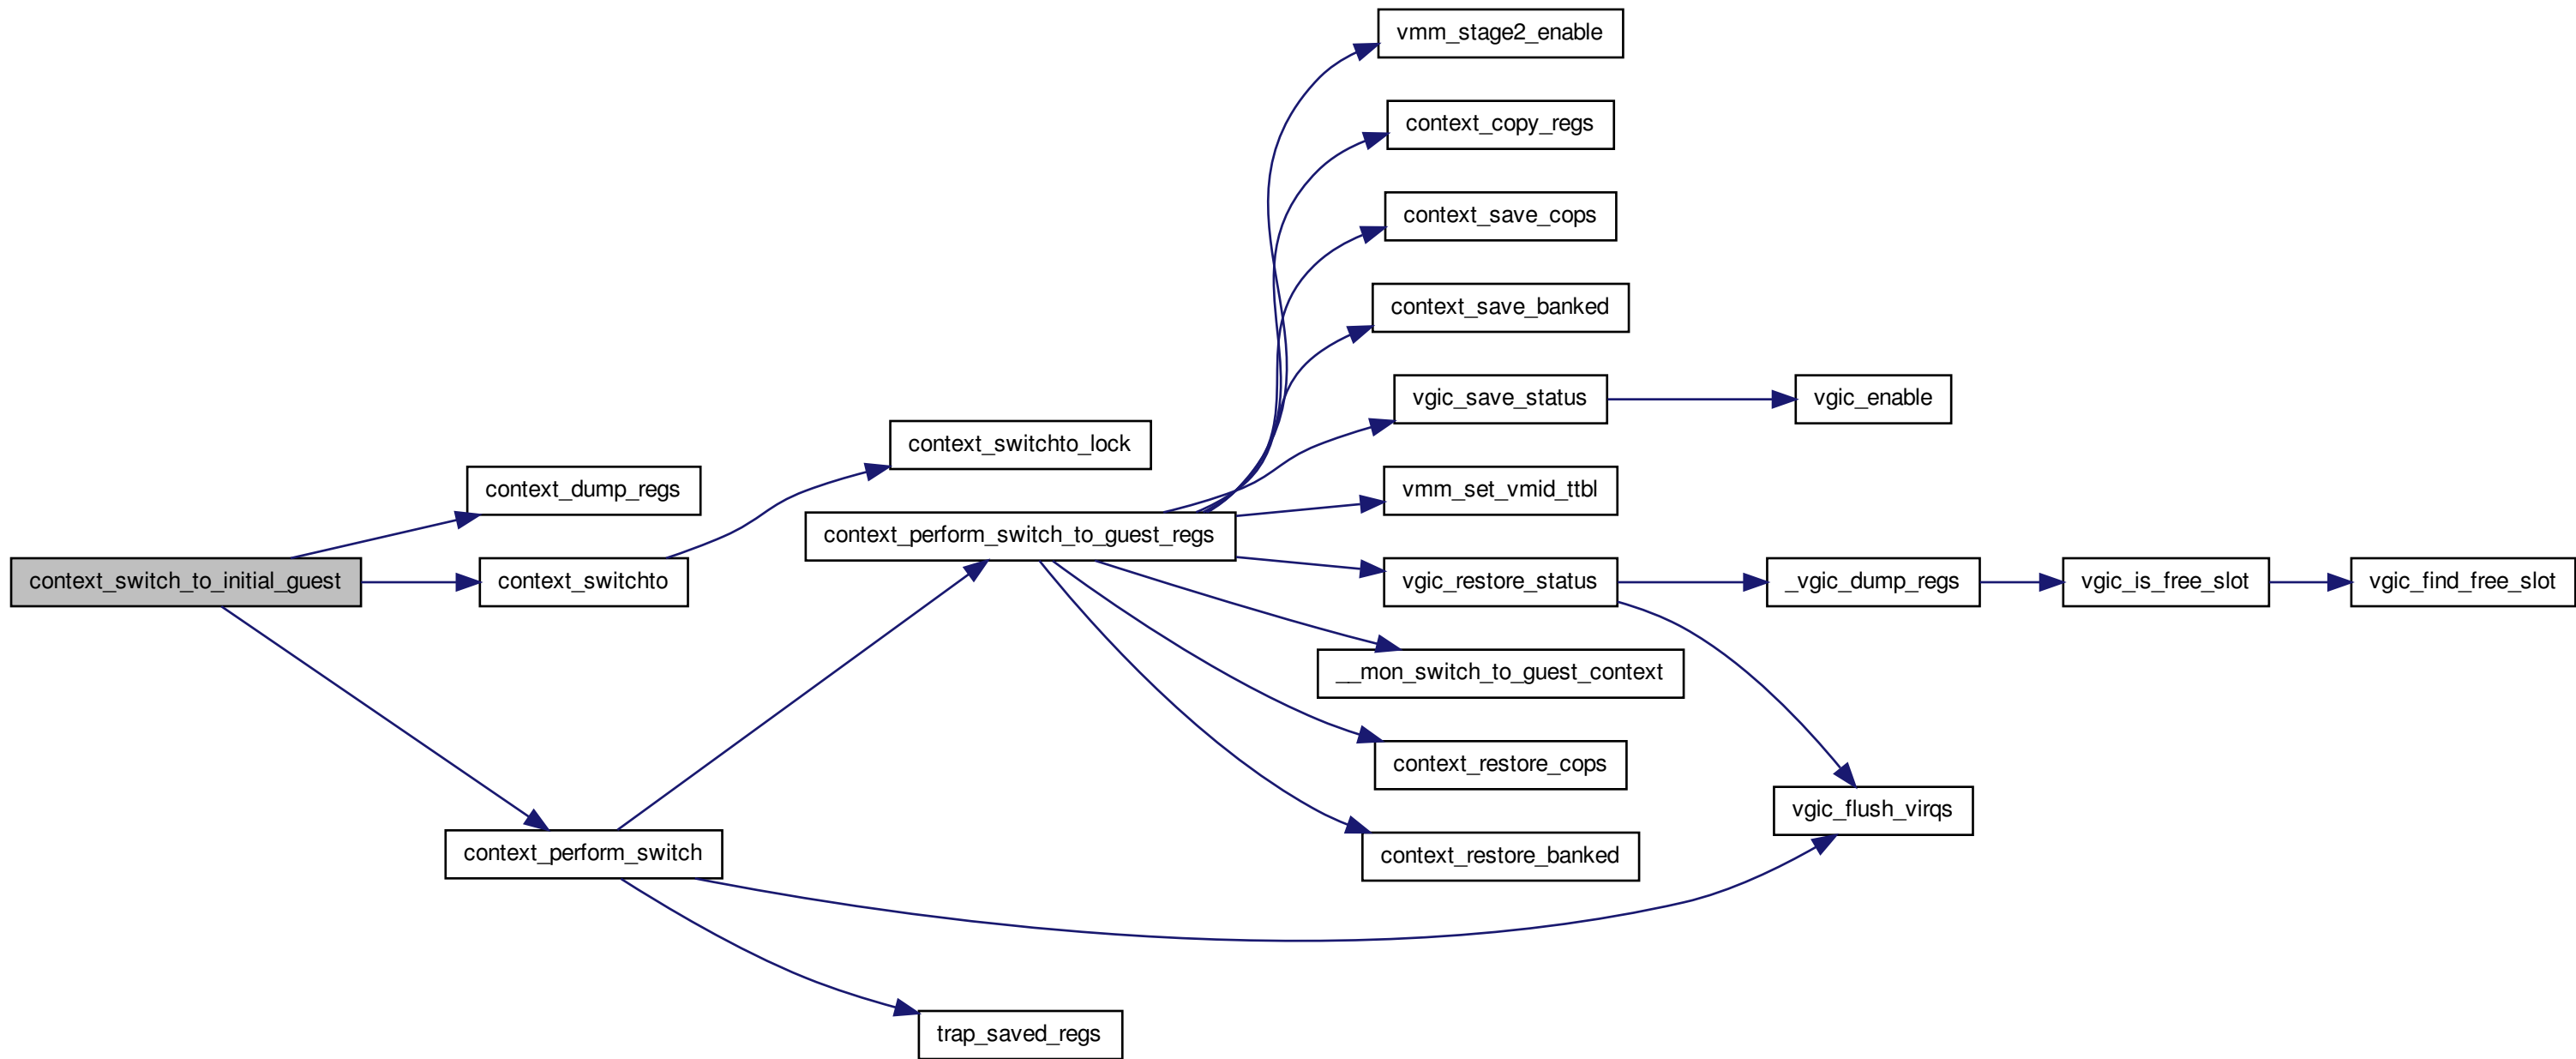 vmm_stage2_enable
context_copy_regs
context_save_cops
context_save_banked
vgic_save_status
vgic_enable
context_switchto_lock
context_dump_regs
vmm_set_vmid_ttbl
context_perform_switch_to_guest_regs
context_switch_to_initial_guest
context_switchto
vgic_restore_status
_vgic_dump_regs
vgic_is_free_slot
vgic_find_free_slot
__mon_switch_to_guest_context
context_restore_cops
vgic_flush_virqs
context_perform_switch
context_restore_banked
trap_saved_regs